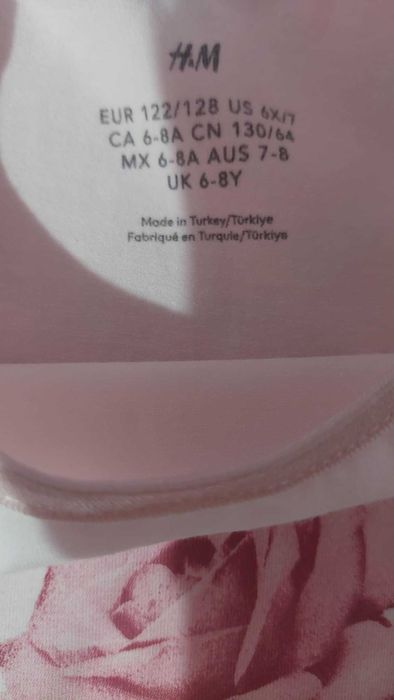 H&M
EUR 122/128 US 6X/7
CA 6-8A CN 130/64
MX 6-8A AUS 7-8
UK 6-8Y
Made in Turkey/Türkiye
Fabriqué en Turquie/Türkiye